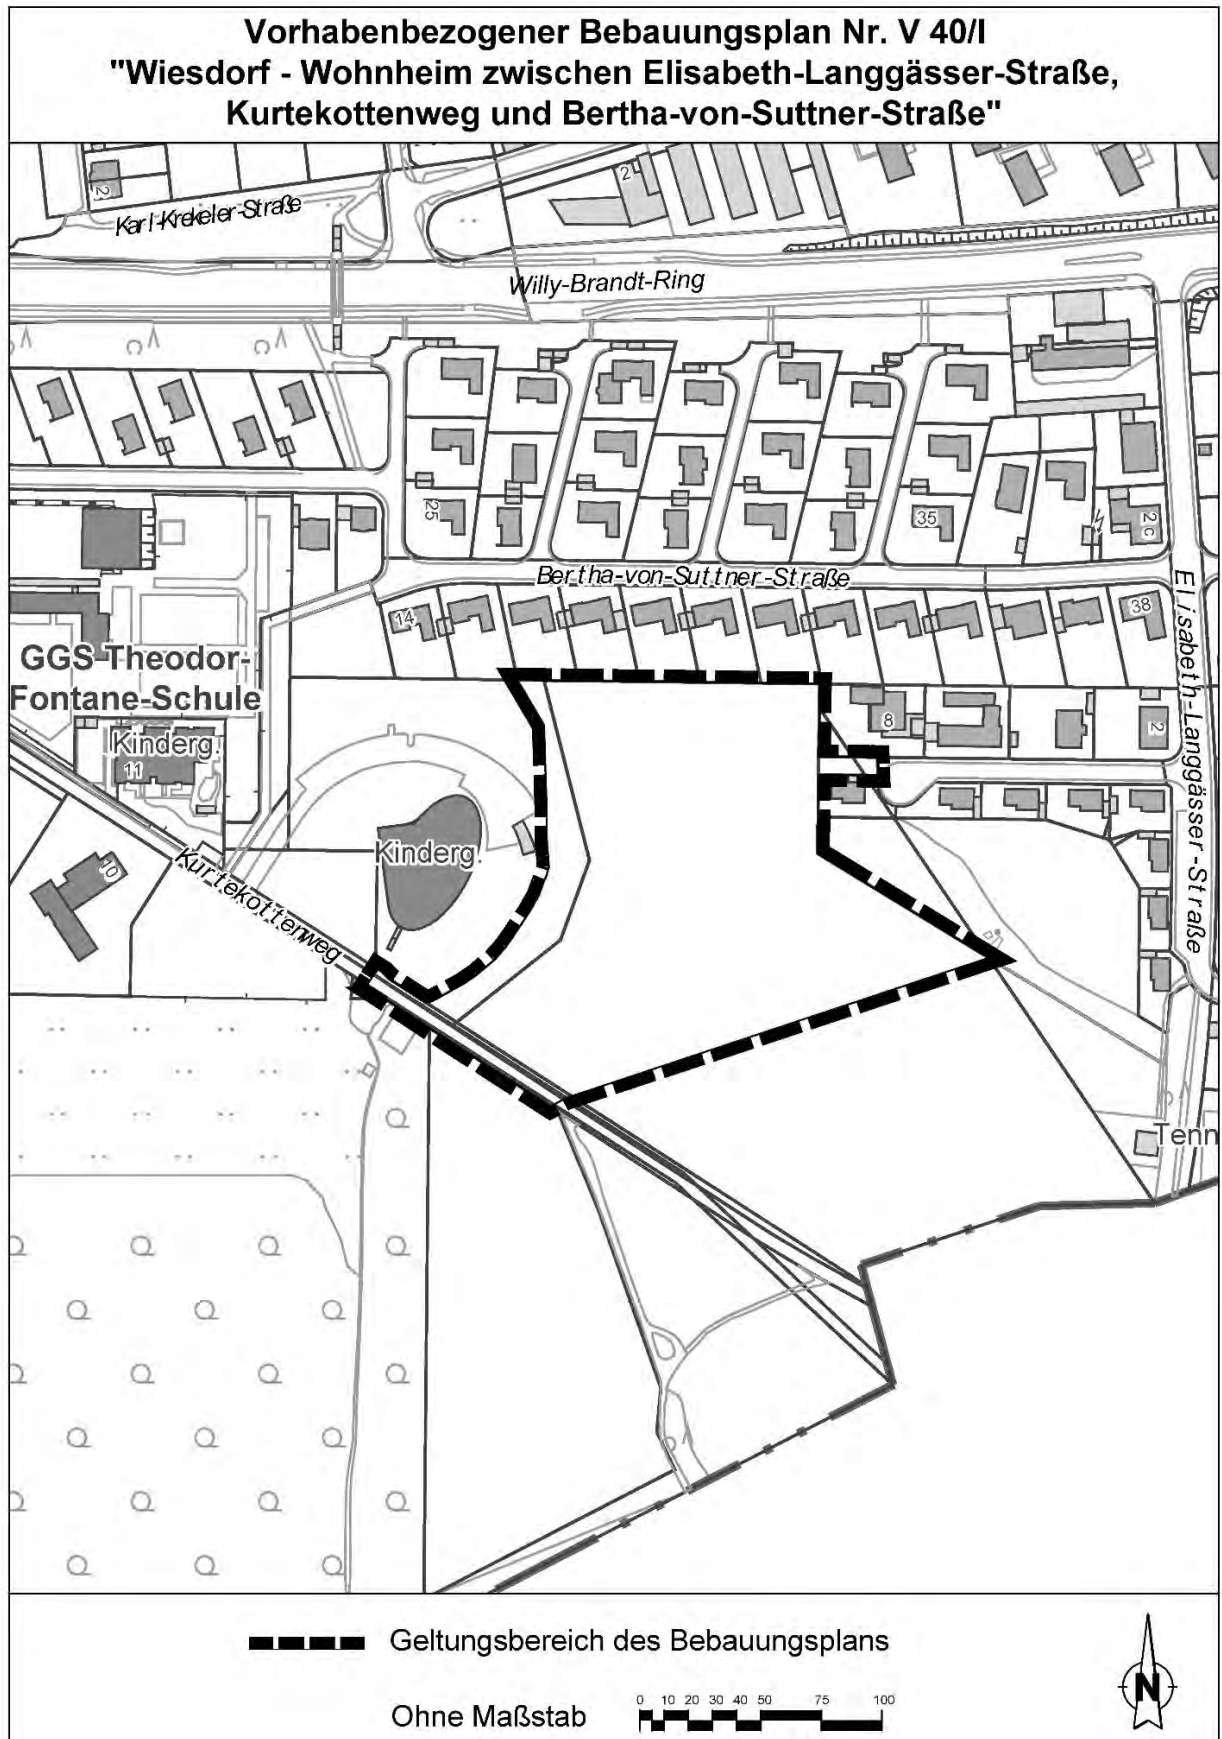 Vorhabenbezogener Bebauungsplan Nr. V 40/I
"Wiesdorf - Wohnheim zwischen Elisabeth-Langgässer-Straße,
Kurtekottenweg und Bertha-von-Suttner-Straße"
2
2
Karl-Krekeler-Straße
Willy-Brandt-Ring
25
35
2c
Bertha-von-Suttner-Straße
14
38
Elisabeth-Langgässer-Straße
GGS Theodor-
Fontane-Schule
Kinderg.
11
8
2
Kinderg.
10
Kurtekottenweg
Tenn
Geltungsbereich des Bebauungsplans
N
Ohne Maßstab
0 10 20 30 40 50 75 100